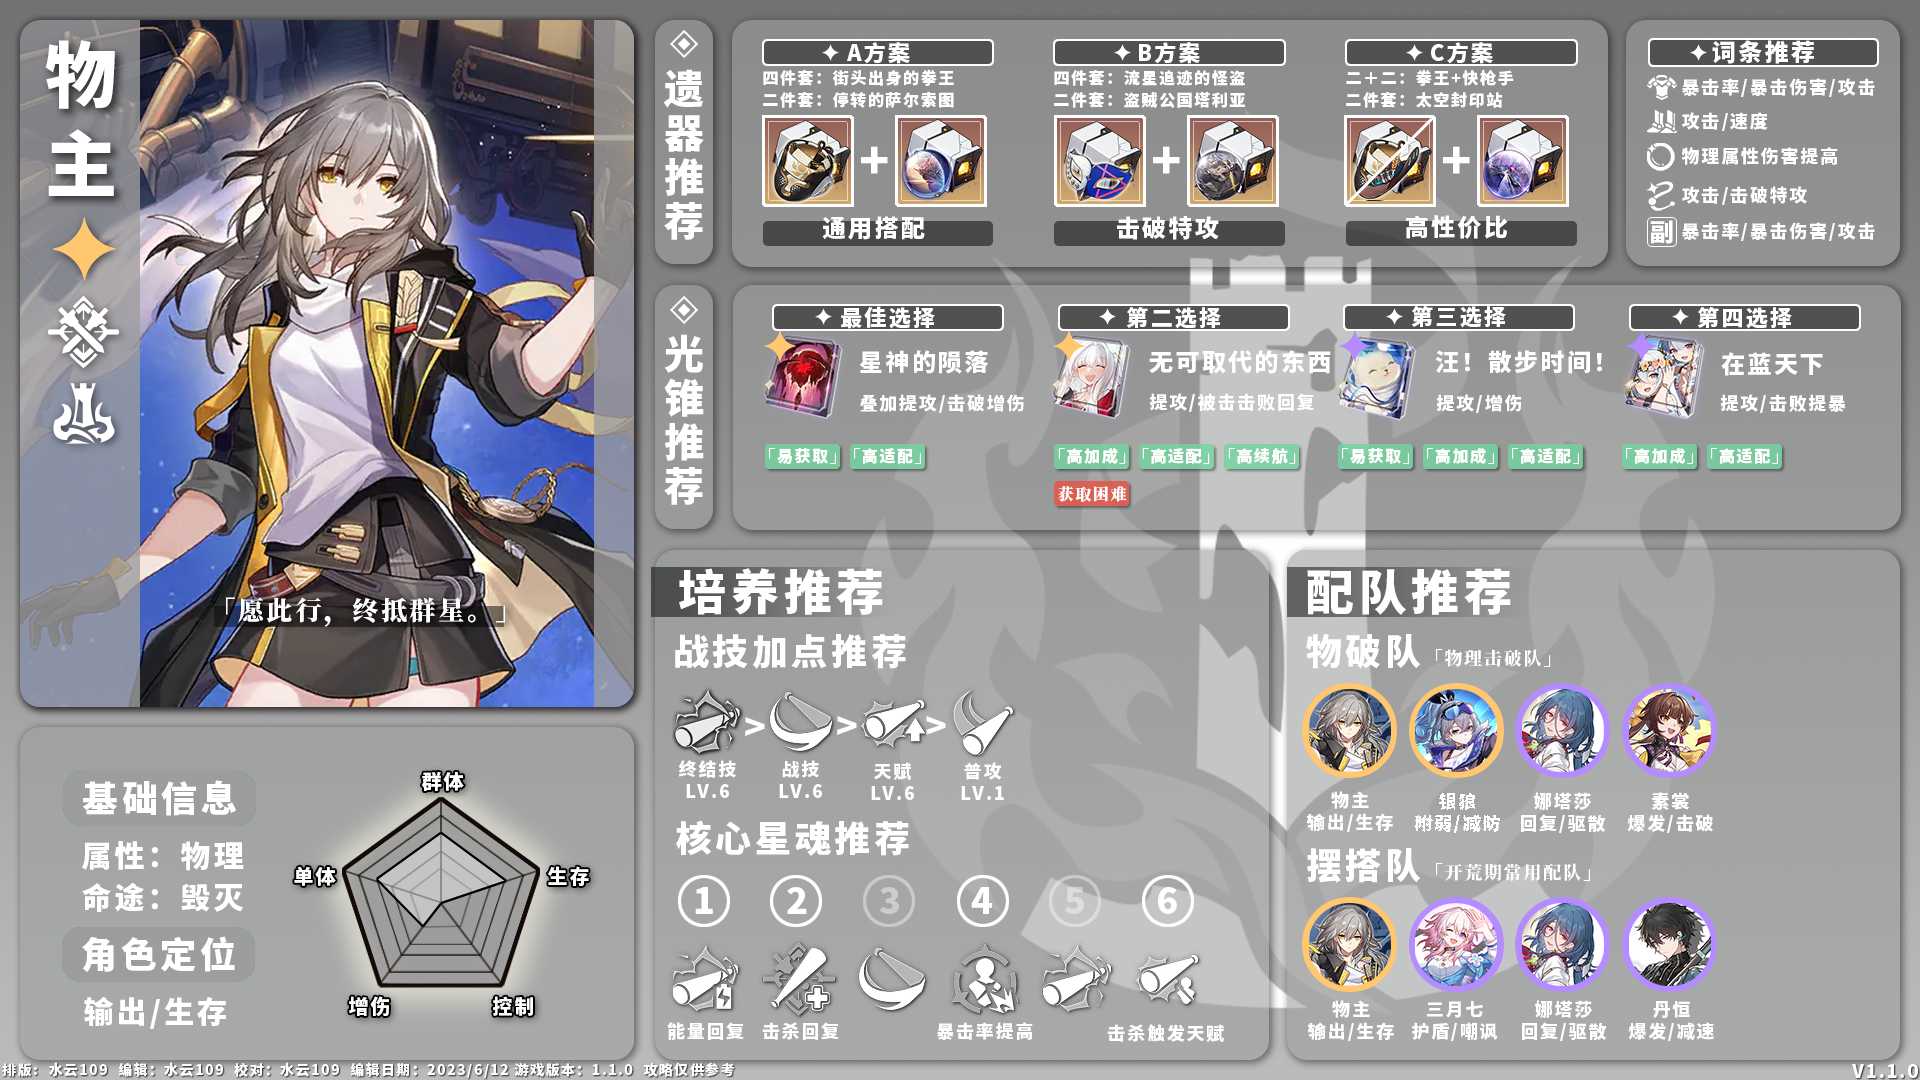 物主
「愿此行，终抵群星。」
基础信息
属性：物理
命途：毁灭
角色定位
输出/生存
群体
生存
控制
增伤
单体
遗器推荐
✦ A方案
四件套：街头出身的拳王
二件套：停转的萨尔索图
+
通用搭配
✦ B方案
四件套：流星追迹的怪盗
二件套：盗贼公国塔利亚
+
击破特攻
✦ C方案
二＋二：拳王+快枪手
二件套：太空封印站
+
高性价比
✦词条推荐
暴击率/暴击伤害/攻击
攻击/速度
物理属性伤害提高
攻击/击破特攻
副 暴击率/暴击伤害/攻击
光锥推荐
✦ 最佳选择
星神的陨落
叠加提攻/击破增伤
「易获取」 「高适配」
✦ 第二选择
无可取代的东西
提攻/被击击败回复
「高加成」 「高适配」 「高续航」
获取困难
✦ 第三选择
汪！散步时间！
提攻/增伤
「易获取」 「高加成」 「高适配」
✦ 第四选择
在蓝天下
提攻/击败提暴
「高加成」 「高适配」
培养推荐
战技加点推荐
> > >
终结技 战技 天赋 普攻
LV.6 LV.6 LV.6 LV.1
核心星魂推荐
1 2 3 4 5 6
能量回复 击杀回复 暴击率提高 击杀触发天赋
配队推荐
物破队「物理击破队」
物主 银狼 娜塔莎 素裳
输出/生存 附弱/减防 回复/驱散 爆发/击破
摆搭队「开荒期常用配队」
物主 三月七 娜塔莎 丹恒
输出/生存 护盾/嘲讽 回复/驱散 爆发/减速
排版：水云109 编辑：水云109 校对：水云109 编辑日期：2023/6/12 游戏版本：1.1.0 攻略仅供参考
V1.1.0